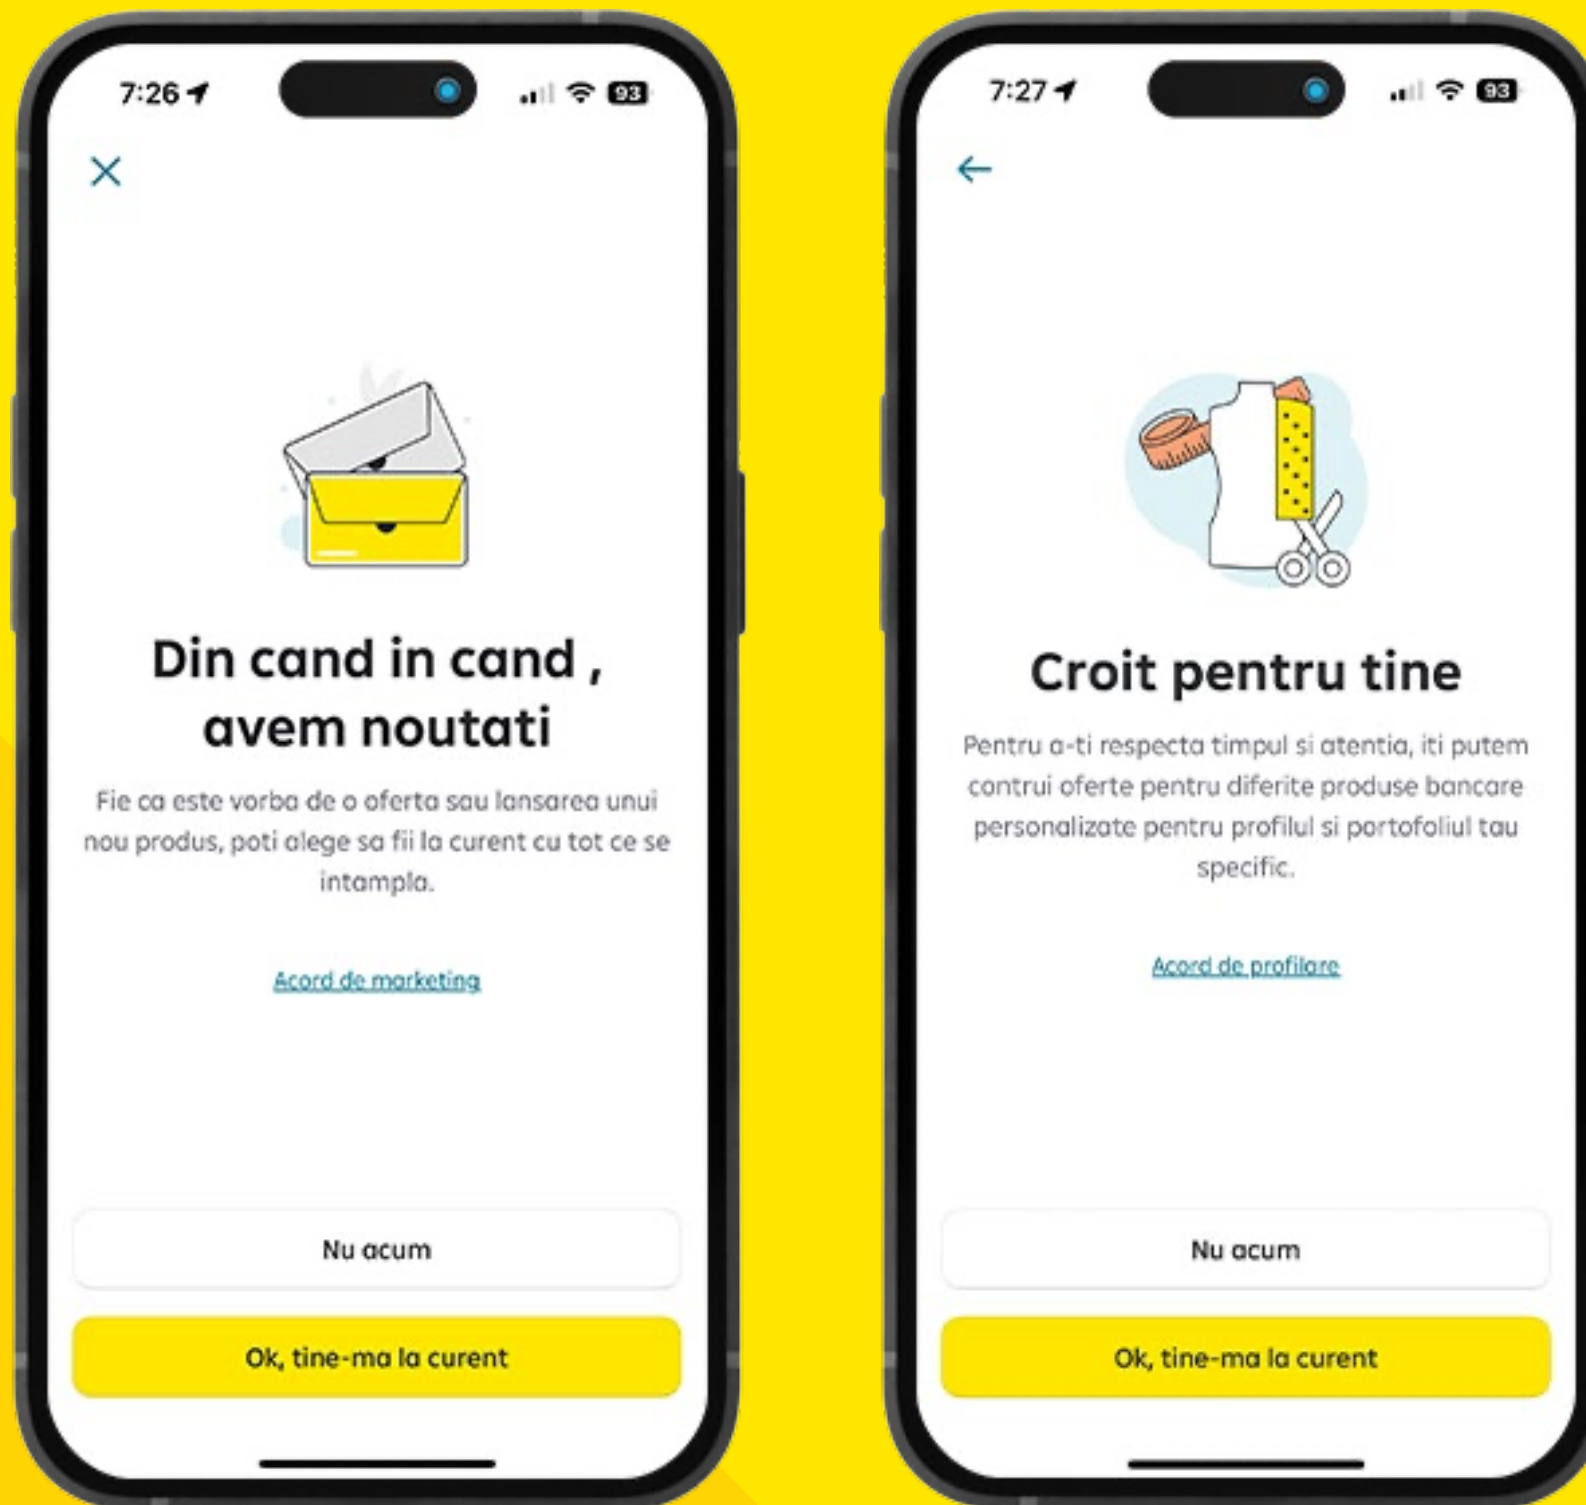 7:26
93
Din cand in cand ,
avem noutati
Fie ca este vorba de o oferta sau lansarea unui
nou produs, poti alege sa fii la curent cu tot ce se
intampla.
Acord de marketing
Nu acum
Ok, tine-ma la curent
7:27
93
Croit pentru tine
Pentru a-ti respecta timpul si atentia, iti putem
contrui oferte pentru diferite produse bancare
personalizate pentru profilul si portofoliul tau
specific.
Acord de profilare
Nu acum
Ok, tine-ma la curent